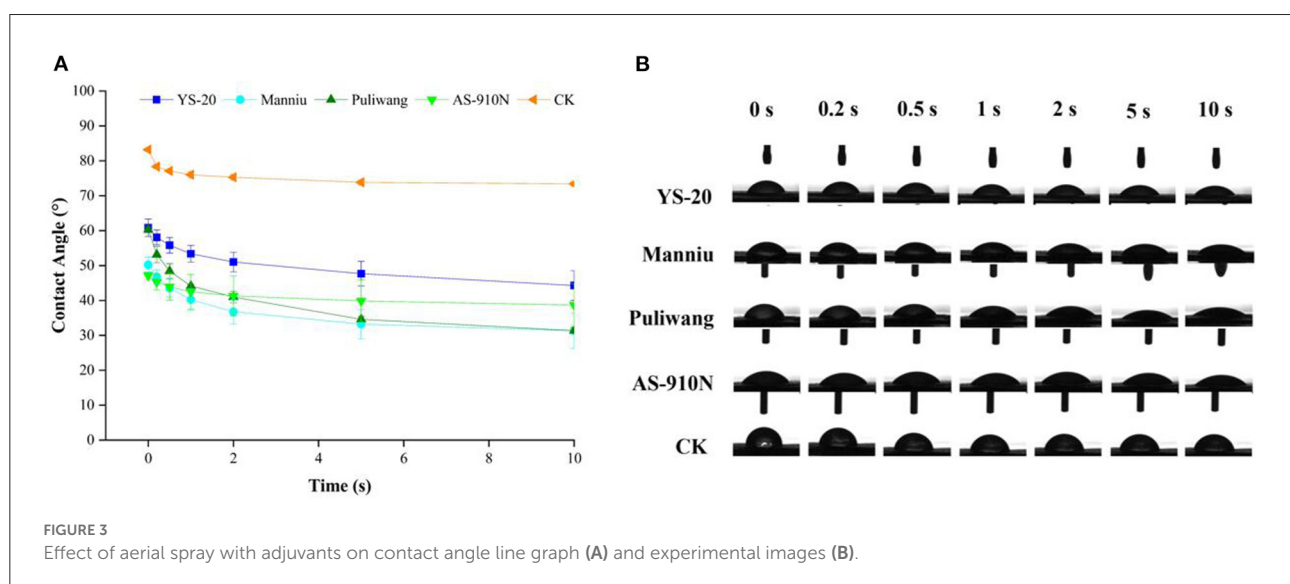 A
YS-20 Manniu Puliwang AS-910N CK
100
90
80
70
60
50
40
30
20
10
0
Contact Angle (°)
0 2 4 6 8 10
Time (s)
B
0 s 0.2 s 0.5 s 1 s 2 s 5 s 10 s
YS-20
Manniu
Puliwang
AS-910N
CK
FIGURE 3
Effect of aerial spray with adjuvants on contact angle line graph (A) and experimental images (B).